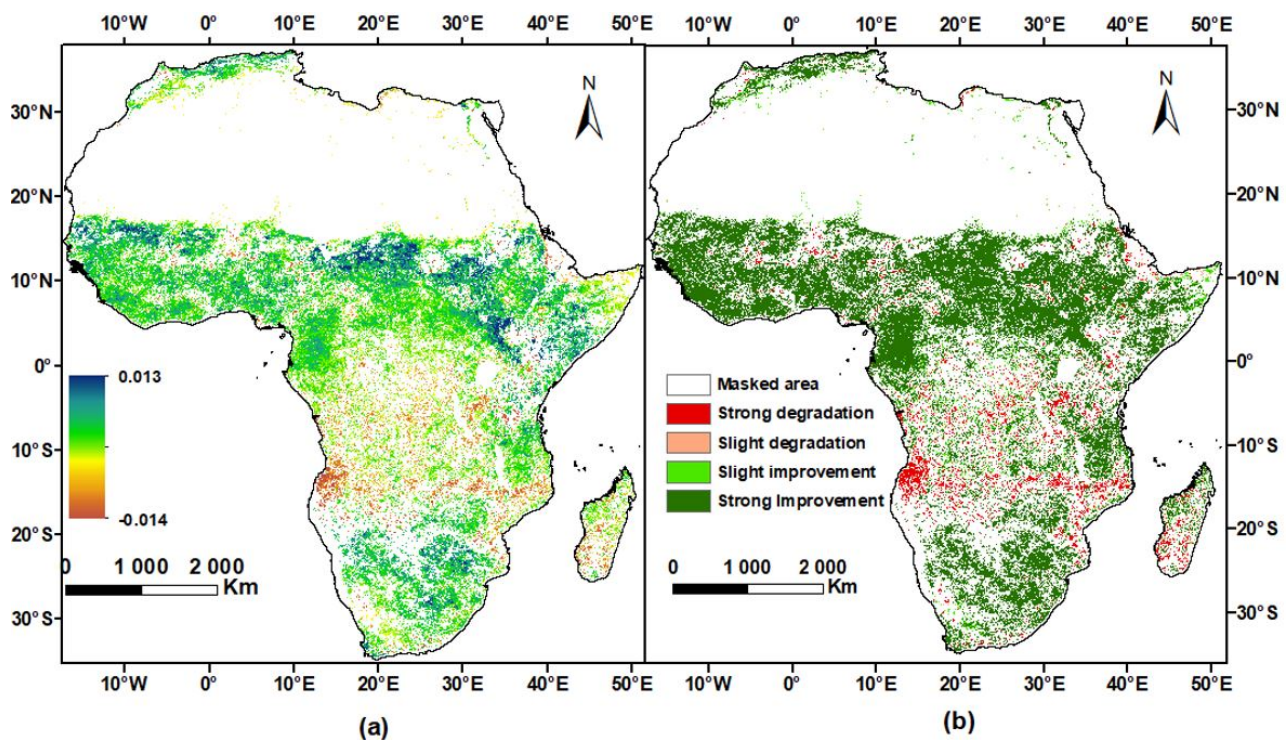 10°W 0° 10°E 20°E 30°E 40°E 50°E
10°W 0° 10°E 20°E 30°E 40°E 50°E
N
N
30°N
30°N
20°N
20°N
10°N
10°N
0°
0°
10°S
10°S
20°S
20°S
30°S
30°S
0.013
-0.014
0 1 000 2 000
Km
Masked area
Strong degradation
Slight degradation
Slight improvement
Strong Improvement
0 1 000 2 000
Km
10°W 0° 10°E 20°E 30°E 40°E 50°E
10°W 0° 10°E 20°E 30°E 40°E 50°E
(a)
(b)